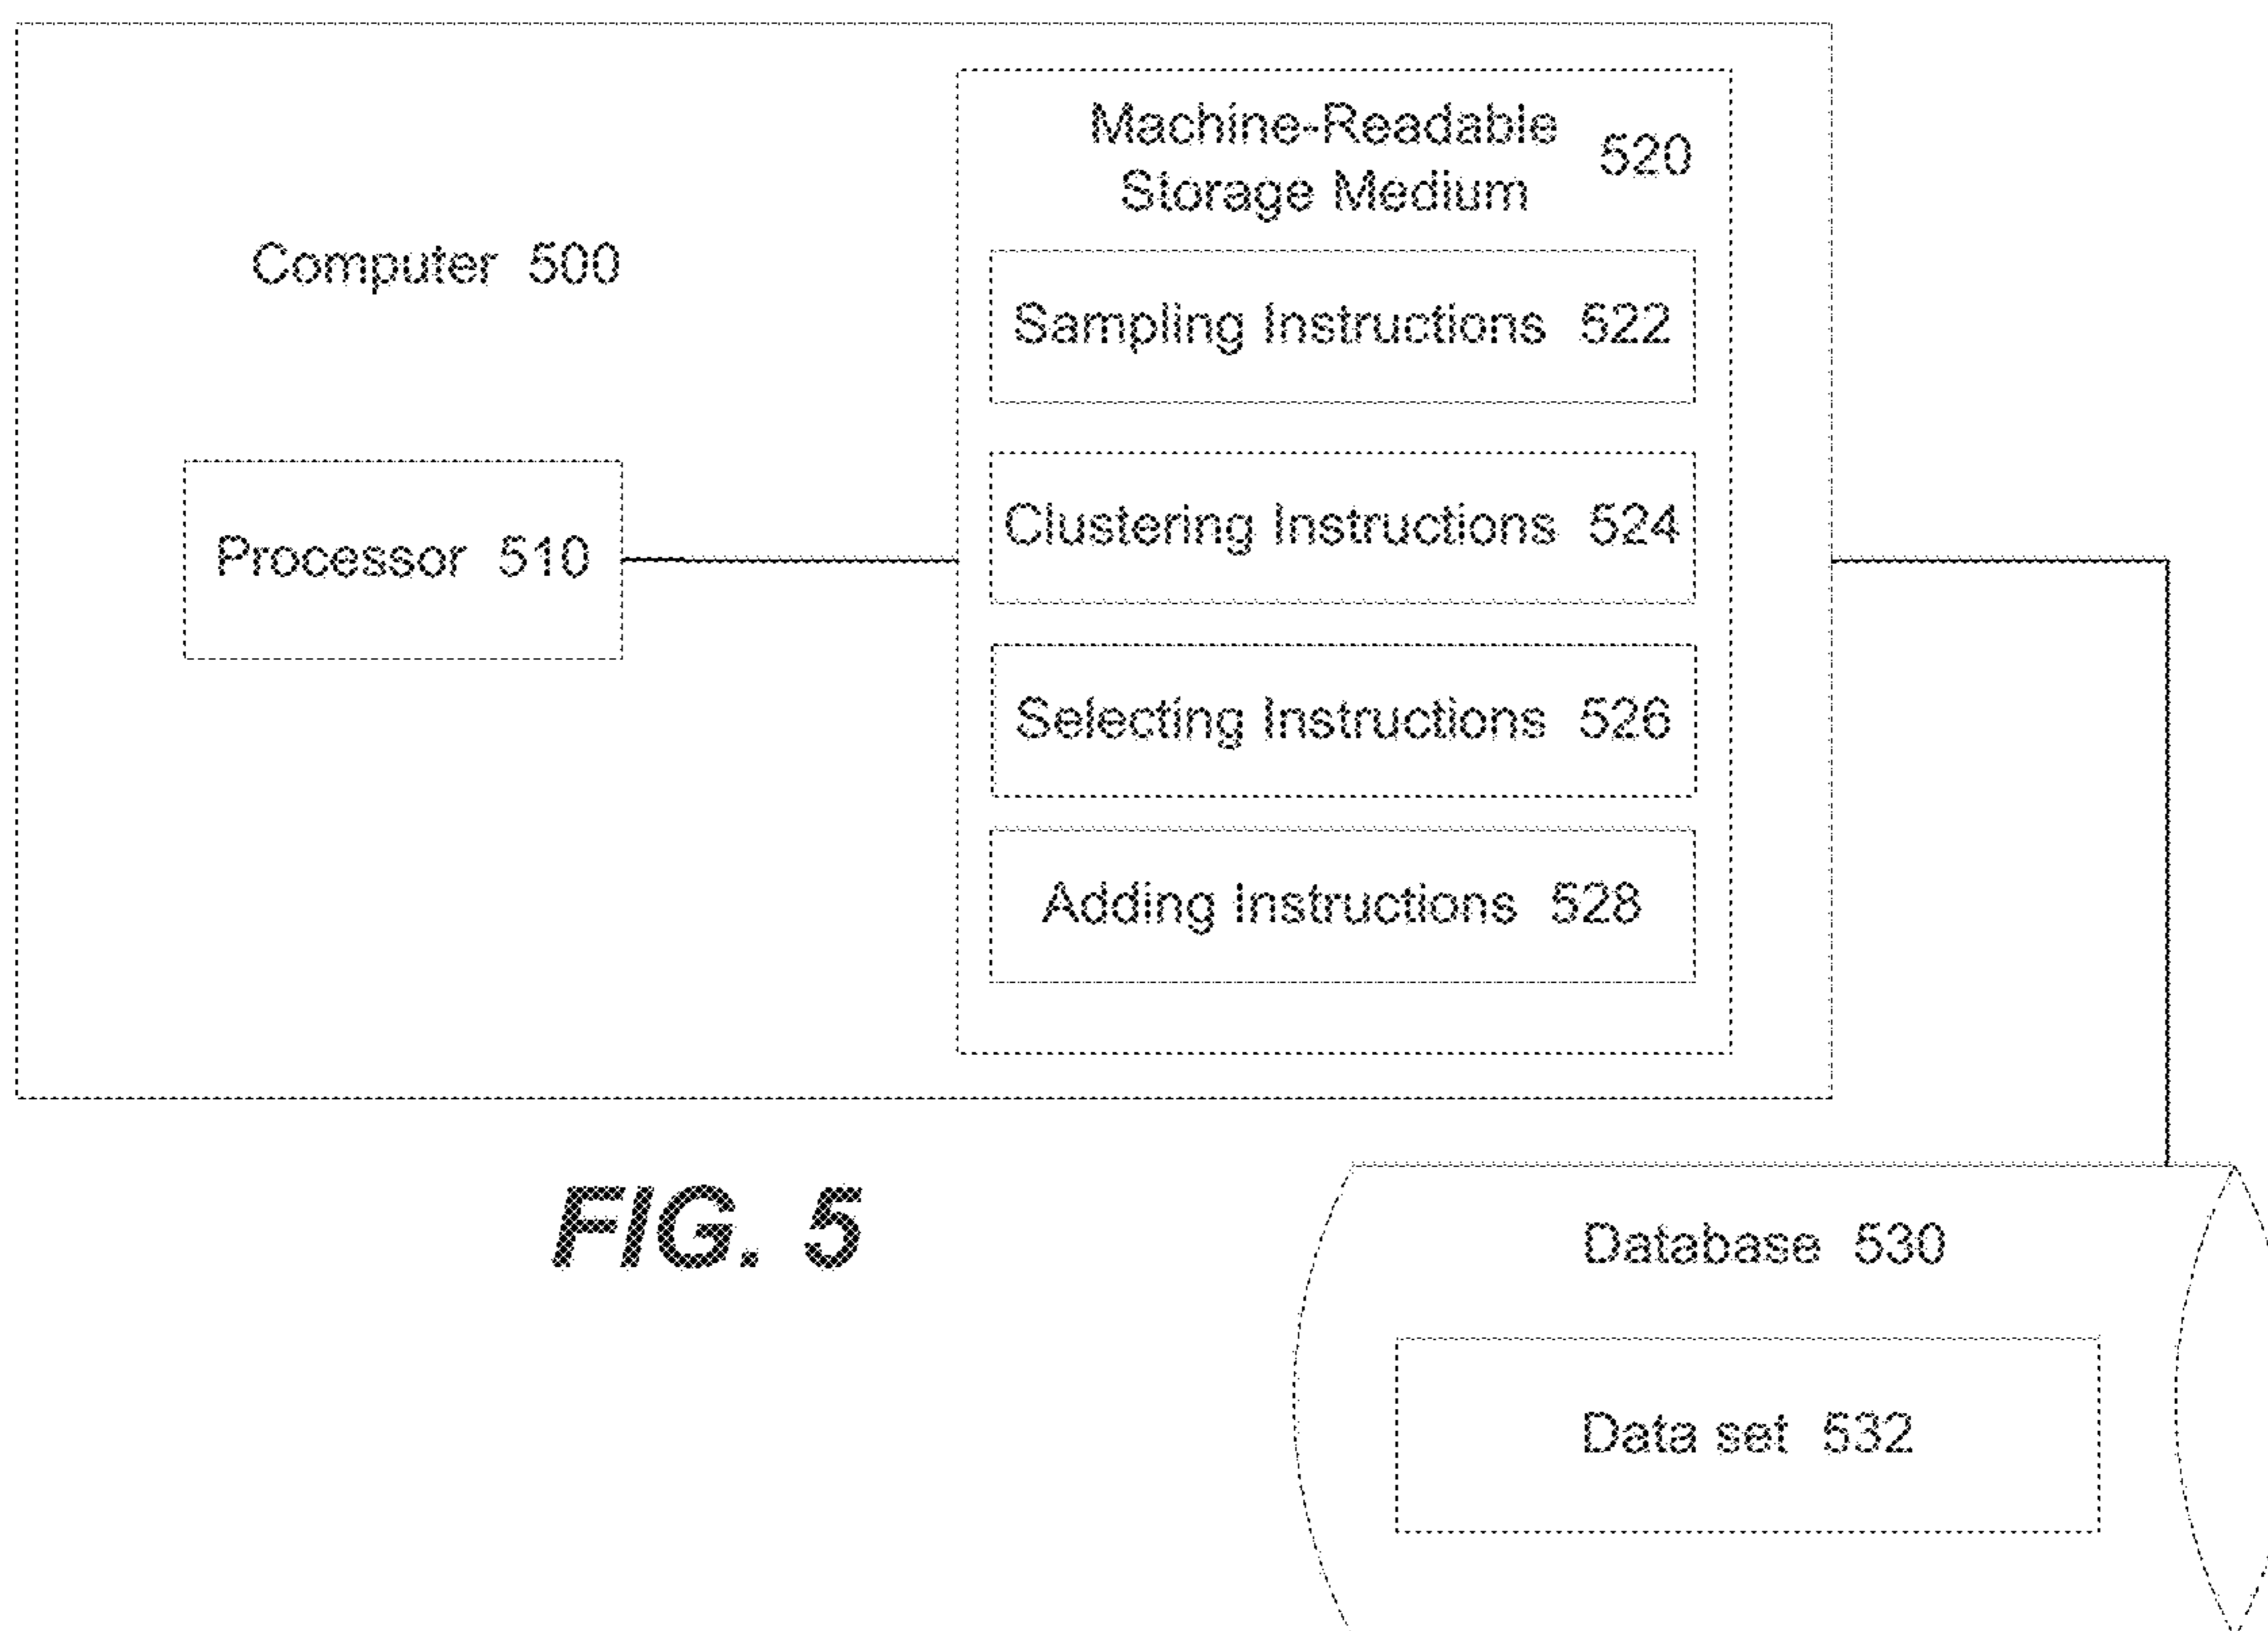 Machine-Readable
Storage Medium 520
Computer 500
Sampling Instructions 522
Clustering Instructions 524
Processor 510
Selecting Instructions 526
Adding Instructions 528
FIG. 5
Database 530
Data set 532